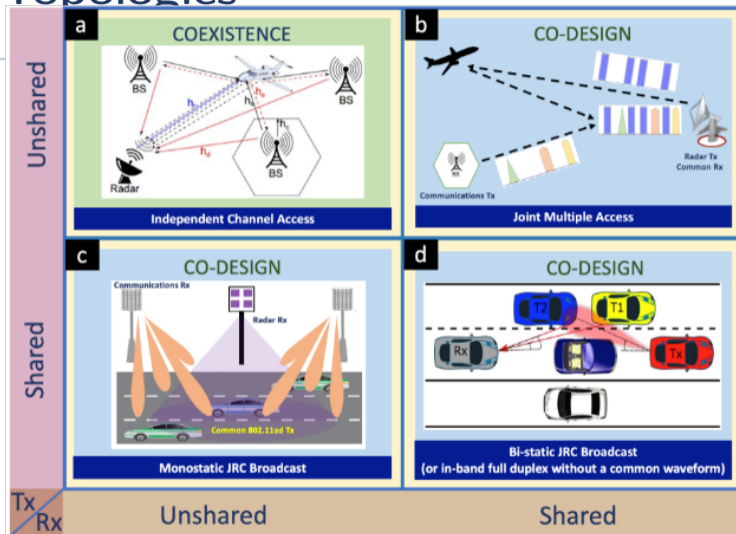 Topologies
a
COEXISTENCE
BS
BS
BS
Radar
Independent Channel Access
b
CO-DESIGN
Radar Tx
Common Rx
Communications Tx
Joint Multiple Access
Unshared
c
CO-DESIGN
Communications Rx
Radar Rx
Common 802.11ad Tx
Monostatic JRC Broadcast
d
CO-DESIGN
T2
T1
Rx
Tx
Bi-static JRC Broadcast
(or in-band full duplex without a common waveform)
Shared
Tx
Rx
Unshared
Shared